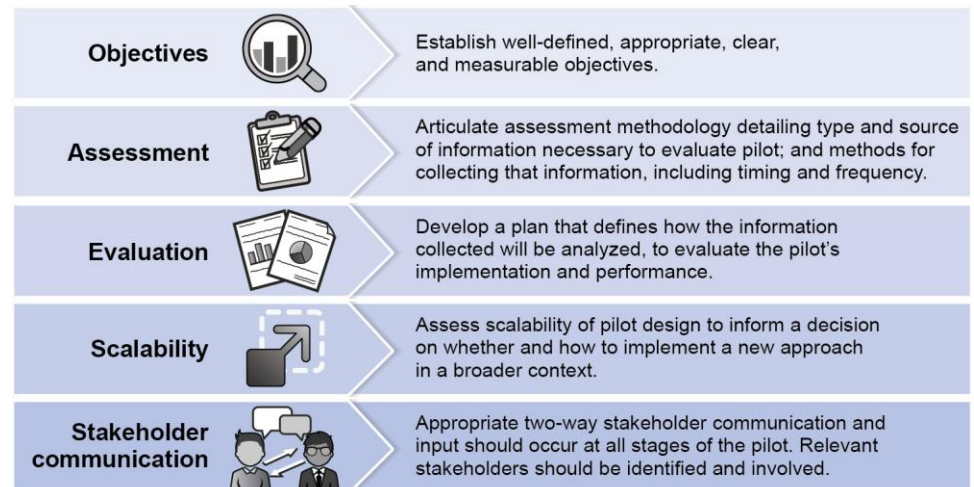 Objectives
Establish well-defined, appropriate, clear,
and measurable objectives.
Assessment
Articulate assessment methodology detailing type and source
of information necessary to evaluate pilot; and methods for
collecting that information, including timing and frequency.
Evaluation
Develop a plan that defines how the information
collected will be analyzed, to evaluate the pilot's
implementation and performance.
Scalability
Assess scalability of pilot design to inform a decision
on whether and how to implement a new approach
in a broader context.
Stakeholder
communication
Appropriate two-way stakeholder communication and
input should occur at all stages of the pilot. Relevant
stakeholders should be identified and involved.